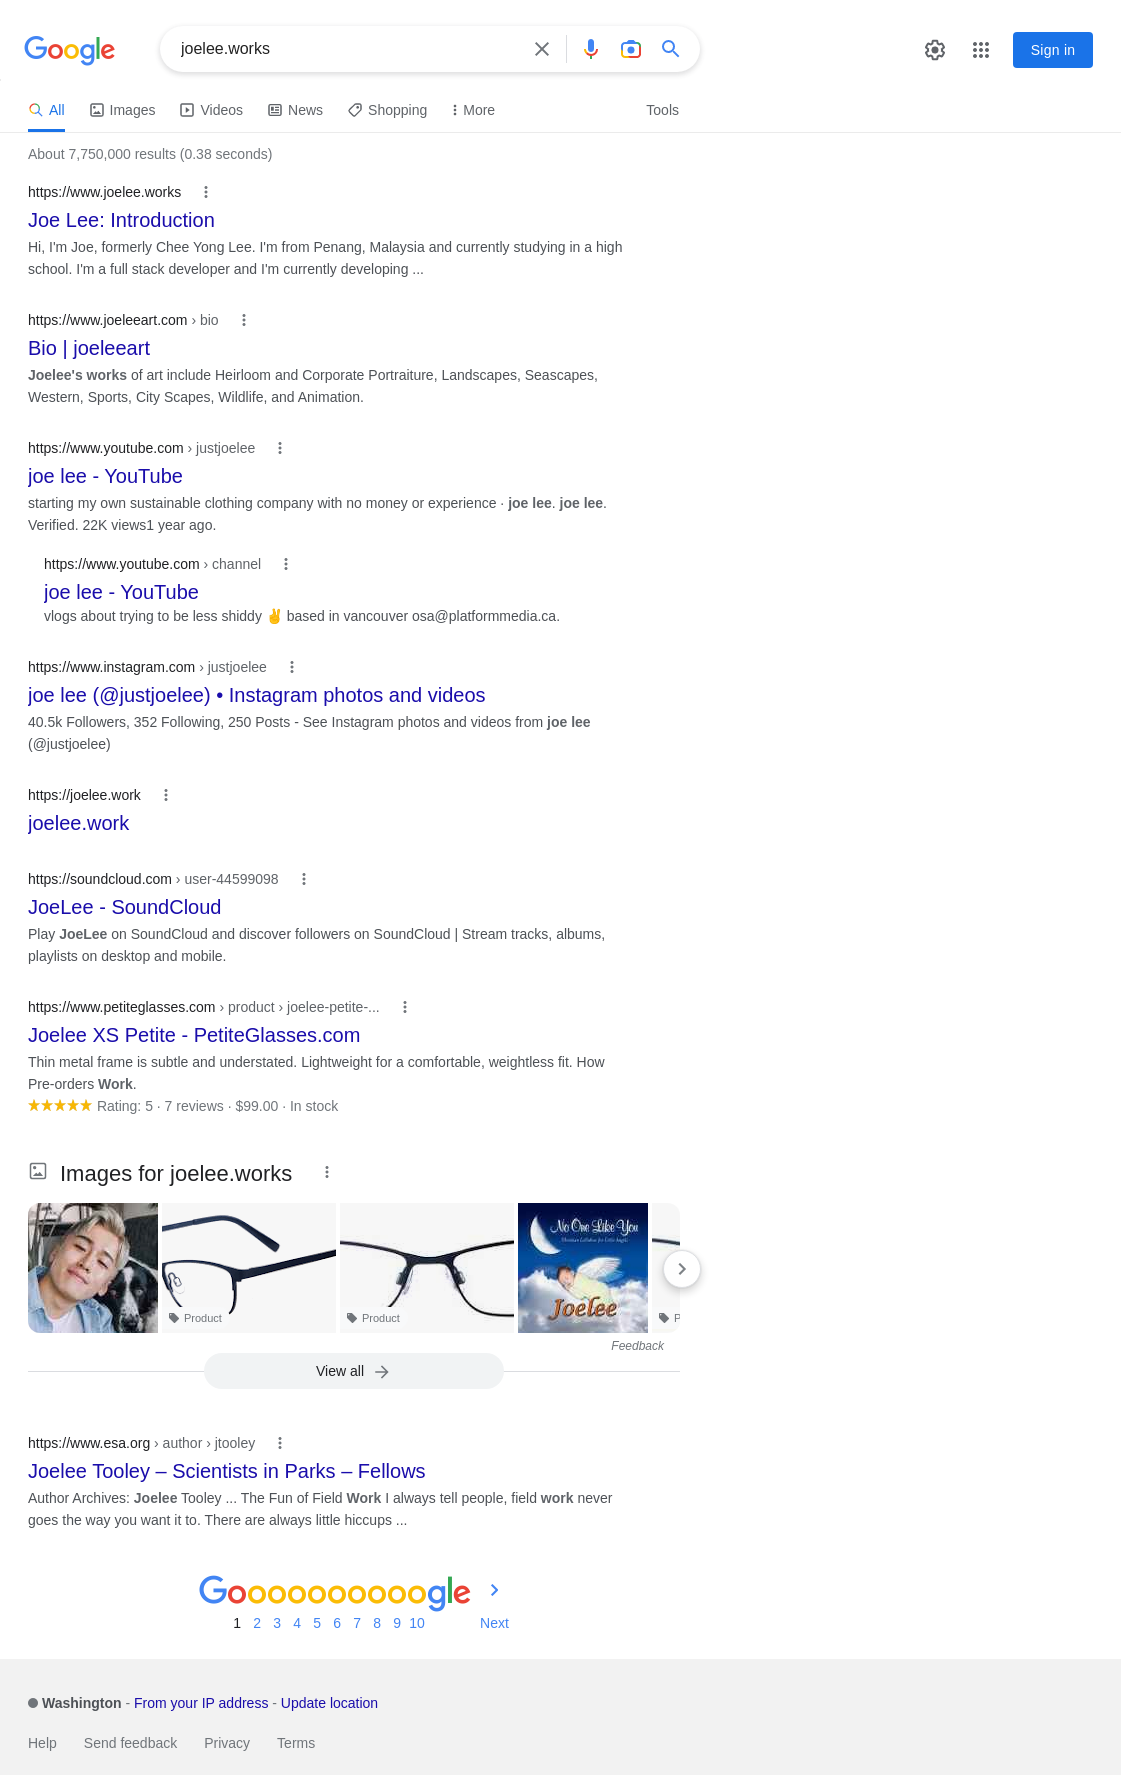 Google
joelee.works
Sign in
All
Images
Videos
News
Shopping
More
Tools
About 7,750,000 results (0.38 seconds)
https://www.joelee.works
Joe Lee: Introduction
Hi, I'm Joe, formerly Chee Yong Lee. I'm from Penang, Malaysia and currently studying in a high
school. I'm a full stack developer and I'm currently developing ...
https://www.joeleeart.com › bio
Bio | joeleeart
Joelee's works of art include Heirloom and Corporate Portraiture, Landscapes, Seascapes,
Western, Sports, City Scapes, Wildlife, and Animation.
https://www.youtube.com › justjoelee
joe lee - YouTube
starting my own sustainable clothing company with no money or experience · joe lee. joe lee.
Verified. 22K views1 year ago.
https://www.youtube.com › channel
joe lee - YouTube
vlogs about trying to be less shiddy ✌️ based in vancouver osa@platformmedia.ca.
https://www.instagram.com › justjoelee
joe lee (@justjoelee) • Instagram photos and videos
40.5k Followers, 352 Following, 250 Posts - See Instagram photos and videos from joe lee
(@justjoelee)
https://joelee.work
joelee.work
https://soundcloud.com › user-44599098
JoeLee - SoundCloud
Play JoeLee on SoundCloud and discover followers on SoundCloud | Stream tracks, albums,
playlists on desktop and mobile.
https://www.petiteglasses.com › product › joelee-petite-...
Joelee XS Petite - PetiteGlasses.com
Thin metal frame is subtle and understated. Lightweight for a comfortable, weightless fit. How
Pre-orders Work.
★★★★★ Rating: 5 · 7 reviews · $99.00 · In stock
Images for joelee.works
No One Like You
Christian Lullabies for Little Angels
Joelee
Product
Product
P
Feedback
View all
https://www.esa.org › author › jtooley
Joelee Tooley – Scientists in Parks – Fellows
Author Archives: Joelee Tooley ... The Fun of Field Work I always tell people, field work never
goes the way you want it to. There are always little hiccups ...
Goooooooooogle
1 2 3 4 5 6 7 8 9 10 Next
Washington - From your IP address - Update location
Help Send feedback Privacy Terms